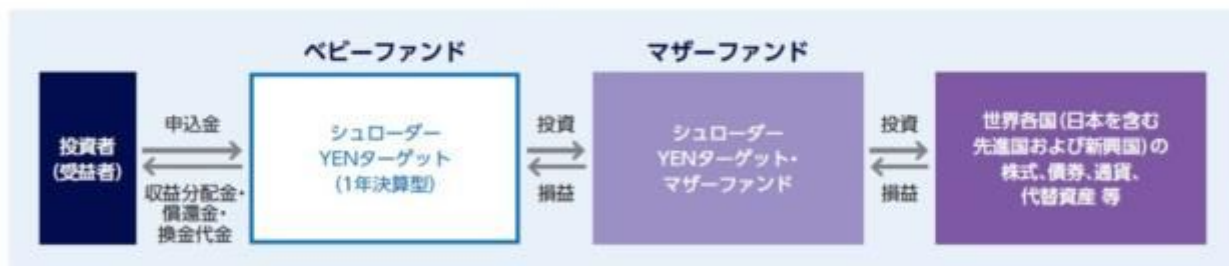 ベビーファンド
マザーファンド
投資者
(受益者)
申込金
収益分配金・
償還金・
換金代金
シュローダー
YENターゲット
(1年決算型)
投資
損益
シュローダー
YENターゲット・
マザーファンド
投資
損益
世界各国(日本を含む
先進国および新興国)の
株式、債券、通貨、
代替資産 等